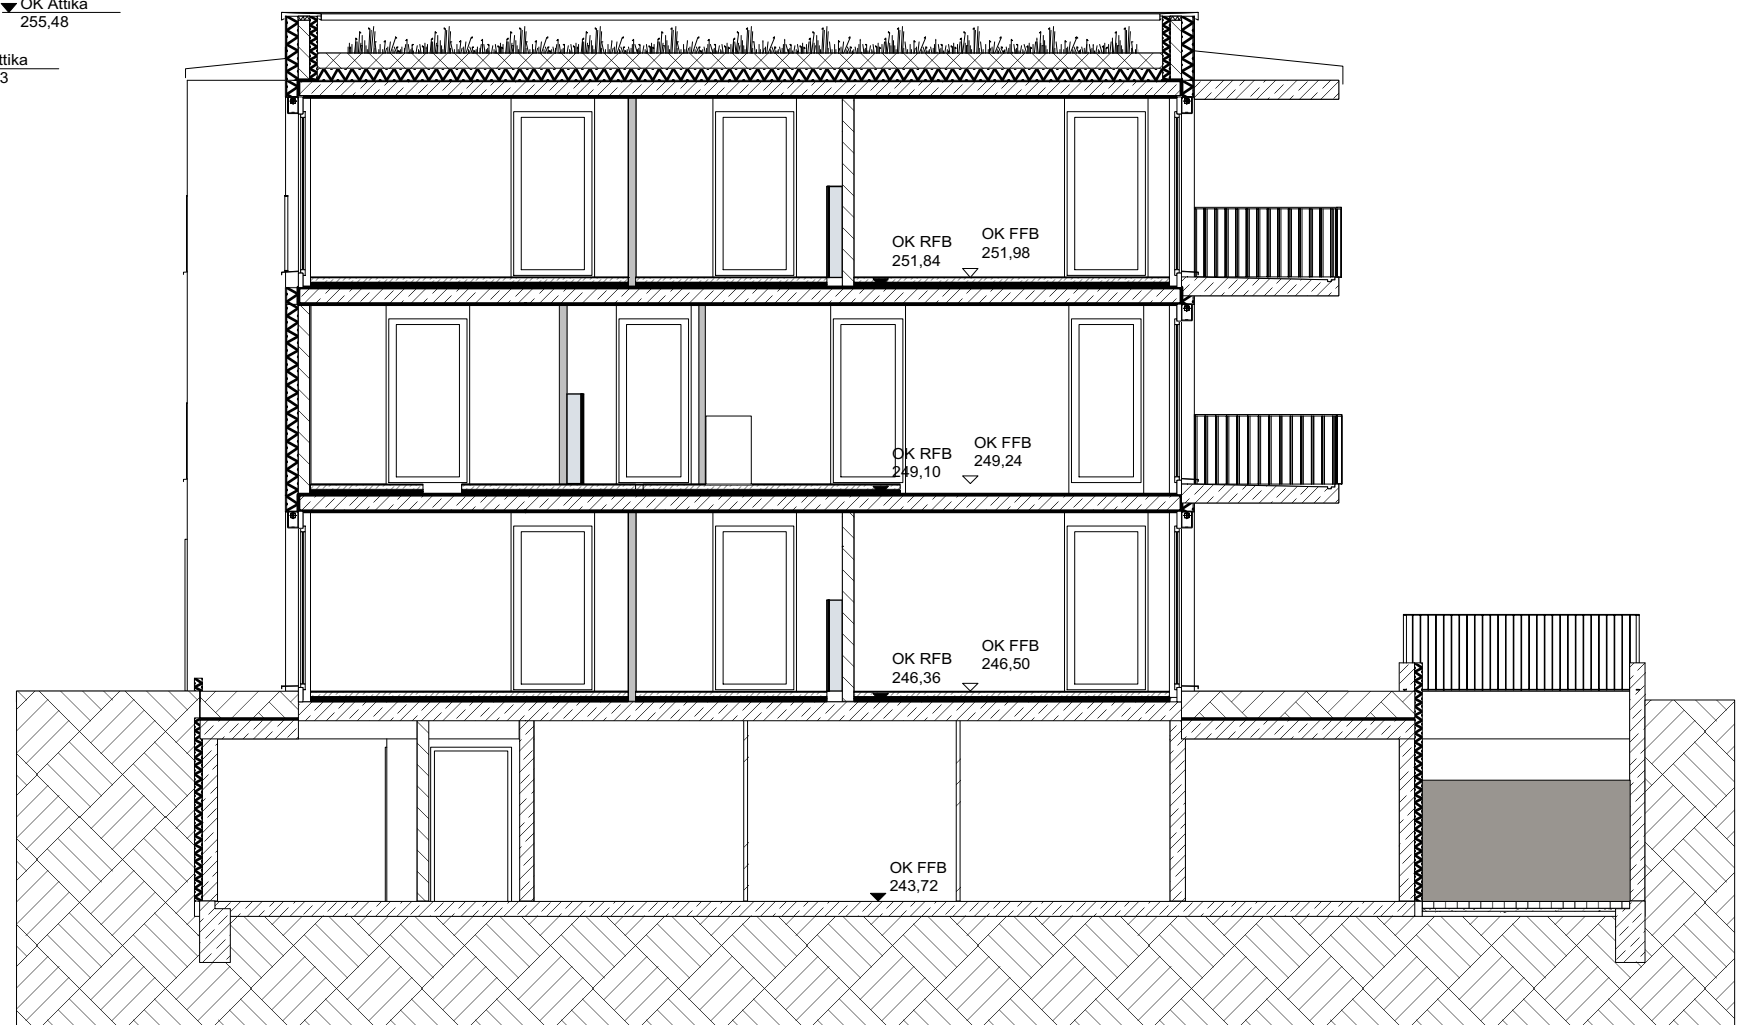 OK Attika
255,48
ttika
3
OK RFB
251,84
OK FFB
251,98
OK RFB
249,10
OK FFB
249,24
OK RFB
246,36
OK FFB
246,50
OK FFB
243,72